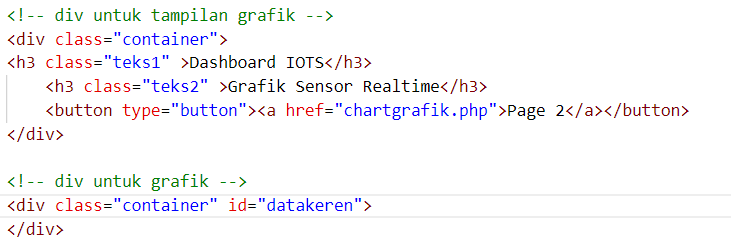 <!-- div untuk tampilan grafik -->
<div class="container">
<h3 class="teks1" >Dashboard IOTS</h3>
    <h3 class="teks2" >Grafik Sensor Realtime</h3>
    <button type="button"><a href="chartgrafik.php">Page 2</a></button>
</div>

<!-- div untuk grafik -->
<div class="container" id="datakeren">
</div>